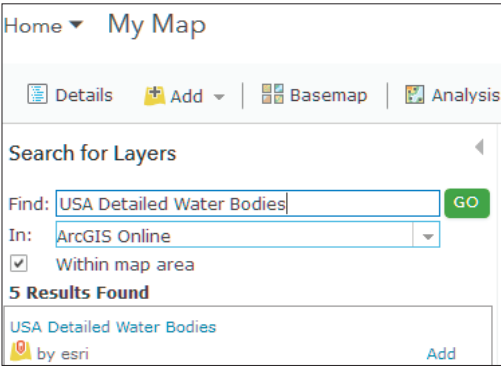 Home My Map
Details Add Basemap Analysis
Search for Layers
Find: USA Detailed Water Bodies GO
In: ArcGIS Online
Within map area
5 Results Found
USA Detailed Water Bodies
by esri Add